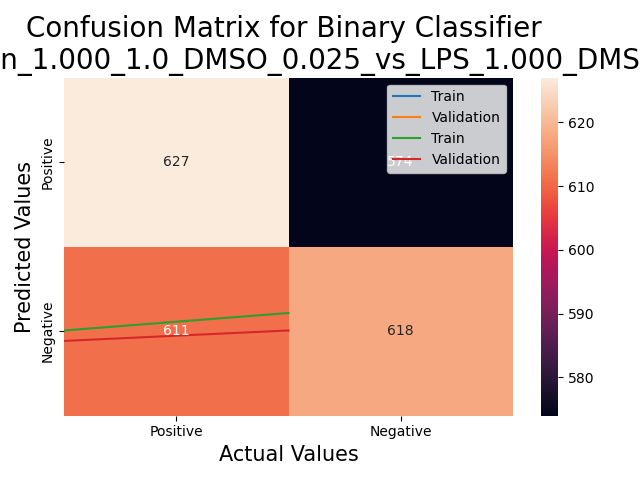 Confusion Matrix for Binary Classifier
n_1.000_1.0_DMSO_0.025_vs_LPS_1.000_DMS
Train
Validation
Train
Validation
Positive
Negative
Predicted Values
627
574
611
618
Positive
Negative
Actual Values
620
610
600
590
580